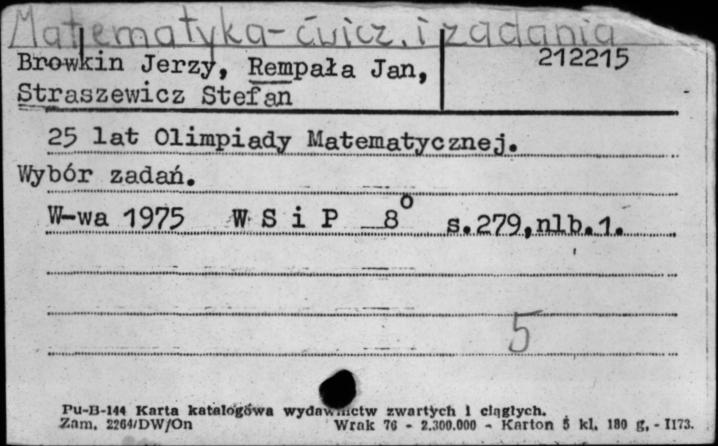 Matematyka - ćwicz. i zadania
Browkin Jerzy, Rempała Jan,
212215
Straszewicz Stefan
25 lat Olimpiady Matematycznej.
Wybór zadań.
W-wa 1975 W S i P 8° s.279,nlb.1.
5
Pu-B-144 Karta katalogowa wydawnictw zwartych i ciągłych.
Zam. 2264/DW/On Wrak 76 - 2.300.000 - Karton 5 kl. 180 g. - I173.